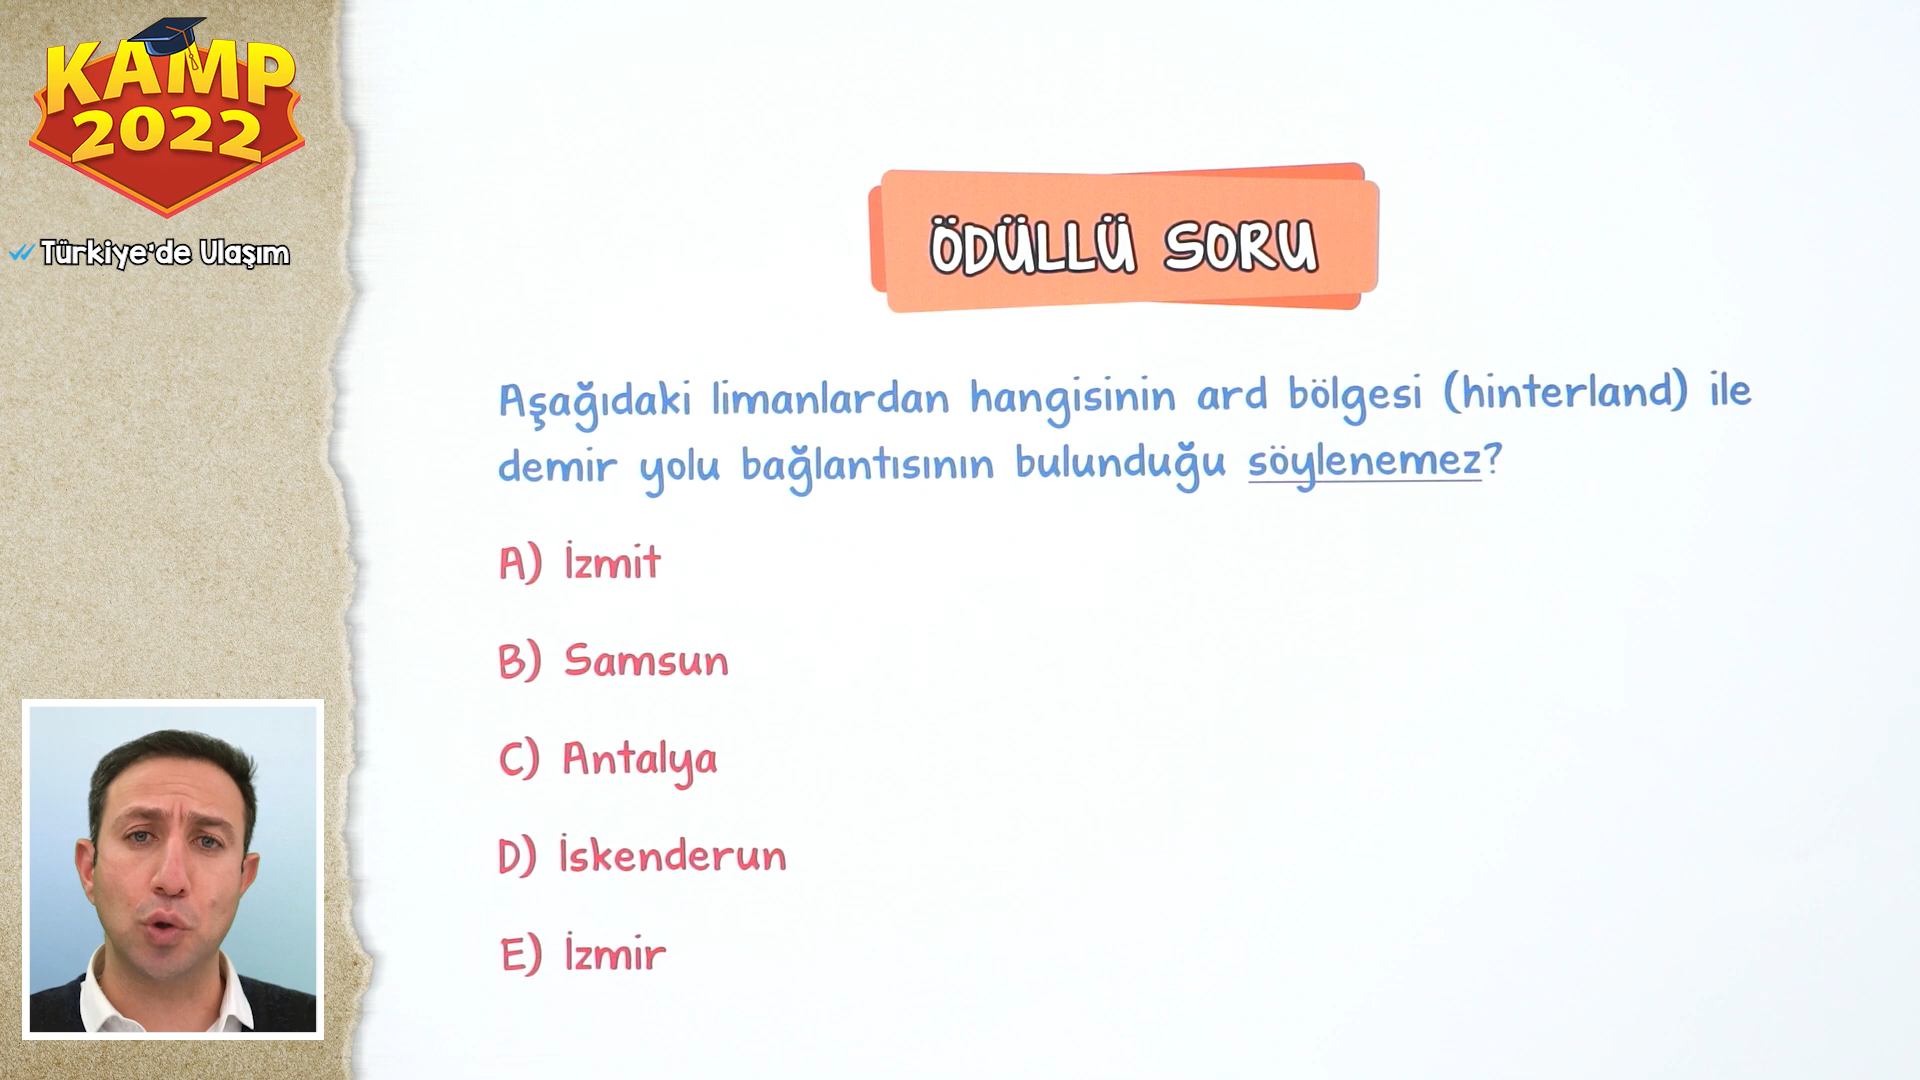 KAMP
2022
Türkiye'de Ulaşım
ÖDÜLLÜ SORU
Aşağıdaki limanlardan hangisinin ard bölgesi (hinterland) ile
demir yolu bağlantısının bulunduğu söylenemez?
A) İzmit
B) Samsun
C) Antalya
D) İskenderun
E) İzmir